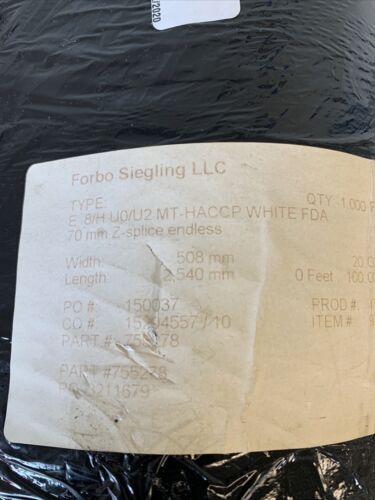 /2020
Forbo Siegling LLC
TYPE: QTY 1.000
E 8/H U0/U2 MT-HACCP WHITE FDA
70 mm Z-splice endless
Width: 508 mm 20.0
Length: 2,540 mm 0 Feet 100.0
PO #: 150037 PROD #
CO #: /10 ITEM #
PART #:
PART #755278